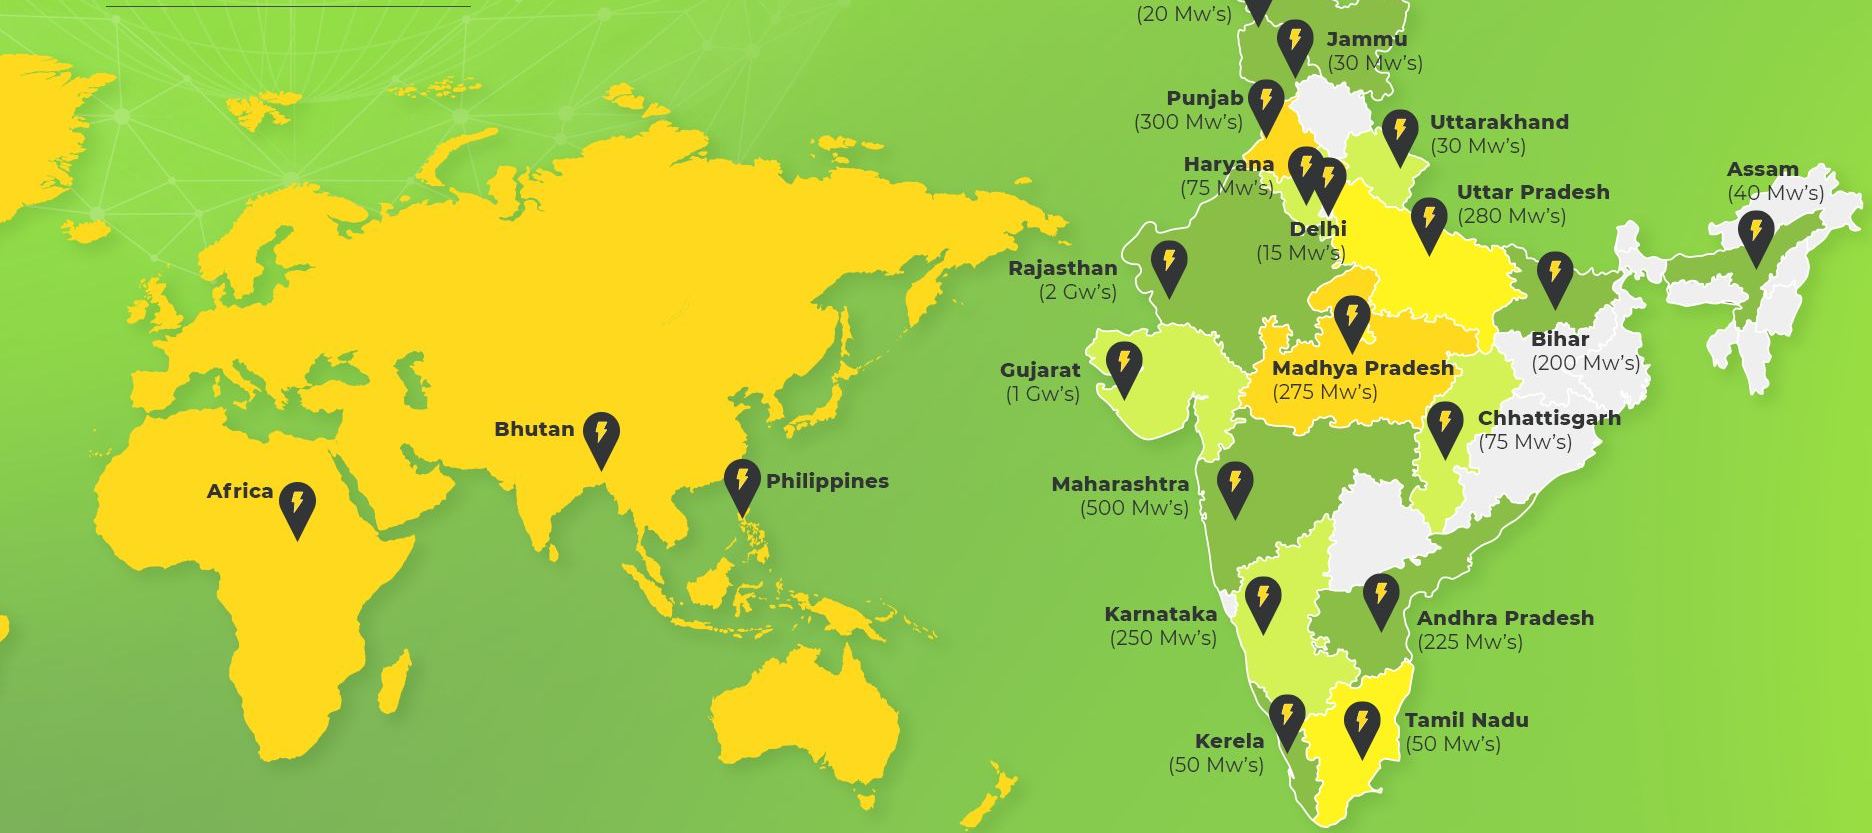 (20 Mw's)
Jammu
(30 Mw's)
Punjab
(300 Mw's)
Uttarakhand
(30 Mw's)
Haryana
(75 Mw's)
Assam
(40 Mw's)
Uttar Pradesh
(280 Mw's)
Delhi
(15 Mw's)
Rajasthan
(2 Gw's)
Bihar
(200 Mw's)
Gujarat
(1 Gw's)
Madhya Pradesh
(275 Mw's)
Chhattisgarh
(75 Mw's)
Bhutan
Philippines
Africa
Maharashtra
(500 Mw's)
Karnataka
(250 Mw's)
Andhra Pradesh
(225 Mw's)
Tamil Nadu
(50 Mw's)
Kerela
(50 Mw's)